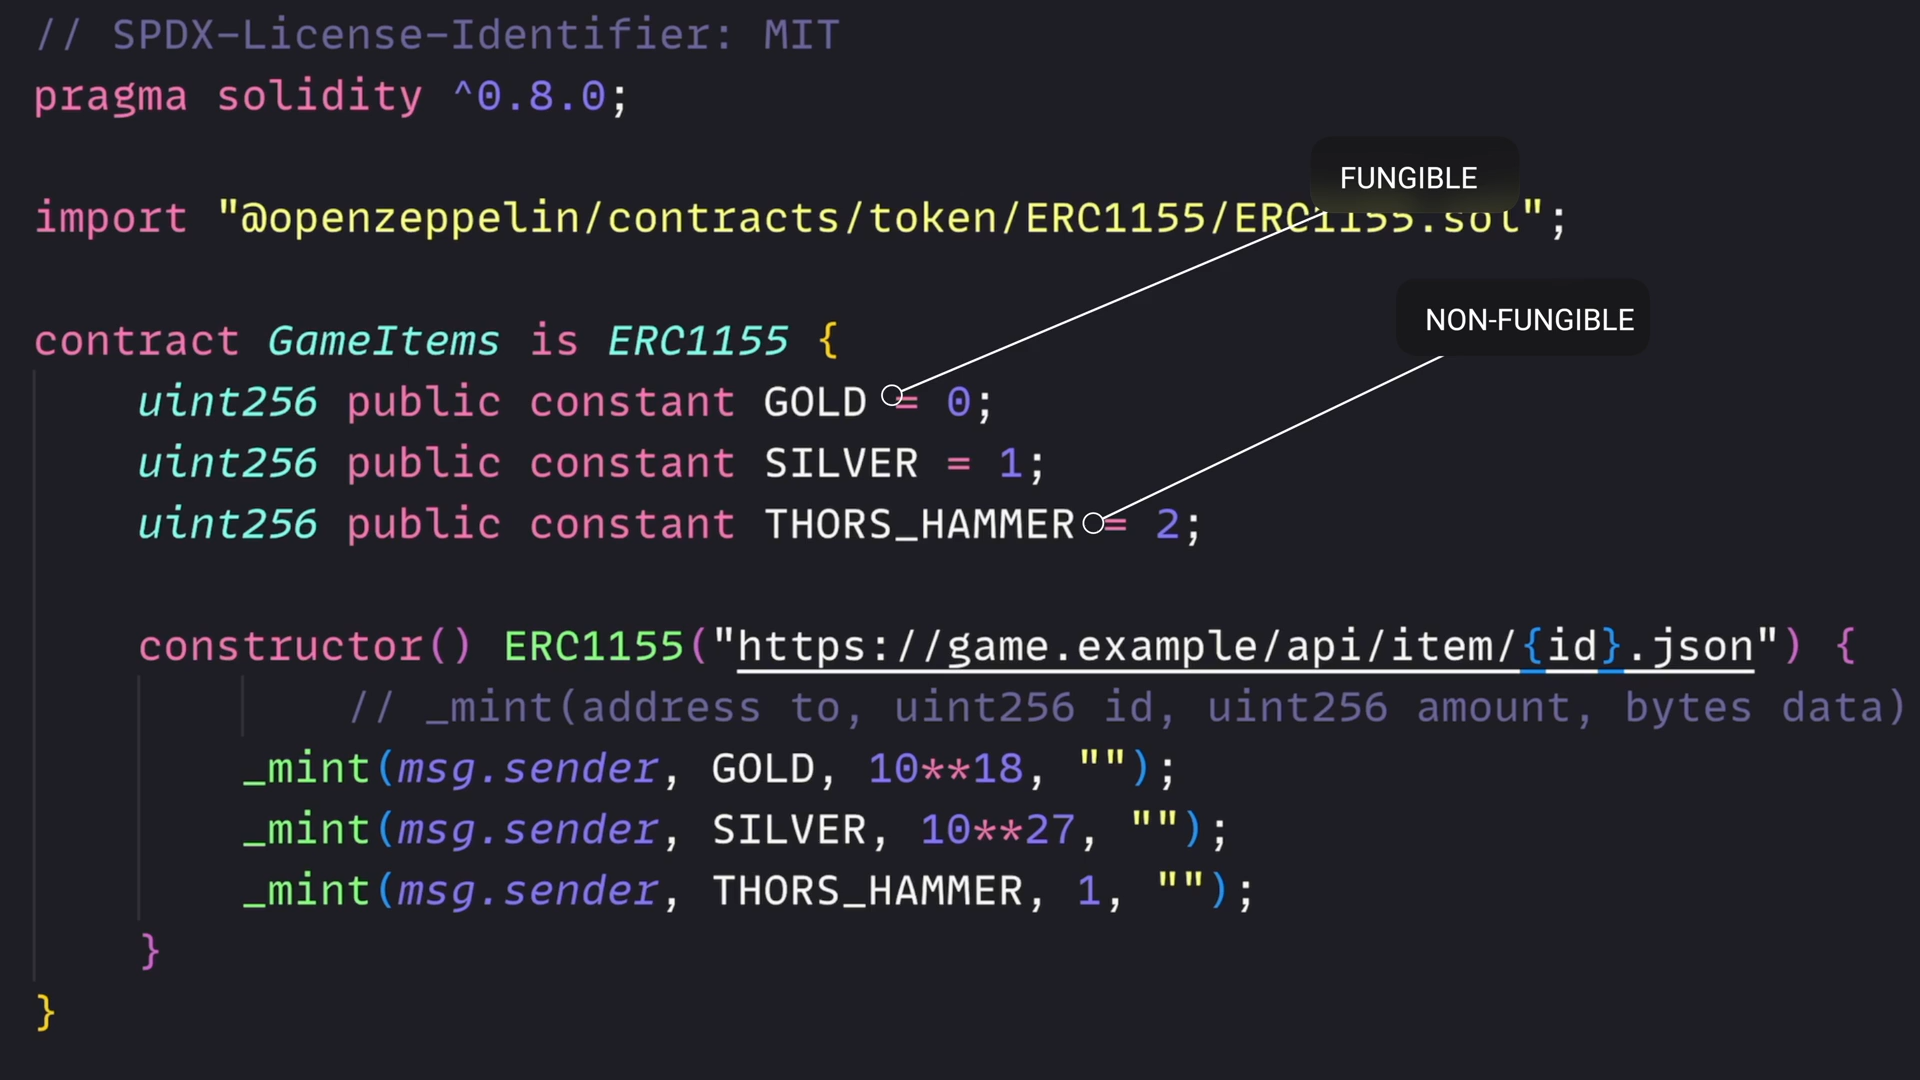 // SPDX-License-Identifier: MIT
pragma solidity ^0.8.0;
FUNGIBLE
import "@openzeppelin/contracts/token/ERC1155/ERC1155.sol";
NON-FUNGIBLE
contract GameItems is ERC1155 {
uint256 public constant GOLD = 0;
uint256 public constant SILVER = 1;
uint256 public constant THORS_HAMMER = 2;
constructor() ERC1155("https://game.example/api/item/{id}.json") {
// _mint(address to, uint256 id, uint256 amount, bytes data)
_mint(msg.sender, GOLD, 10**18, "");
_mint(msg.sender, SILVER, 10**27, "");
_mint(msg.sender, THORS_HAMMER, 1, "");
}
}